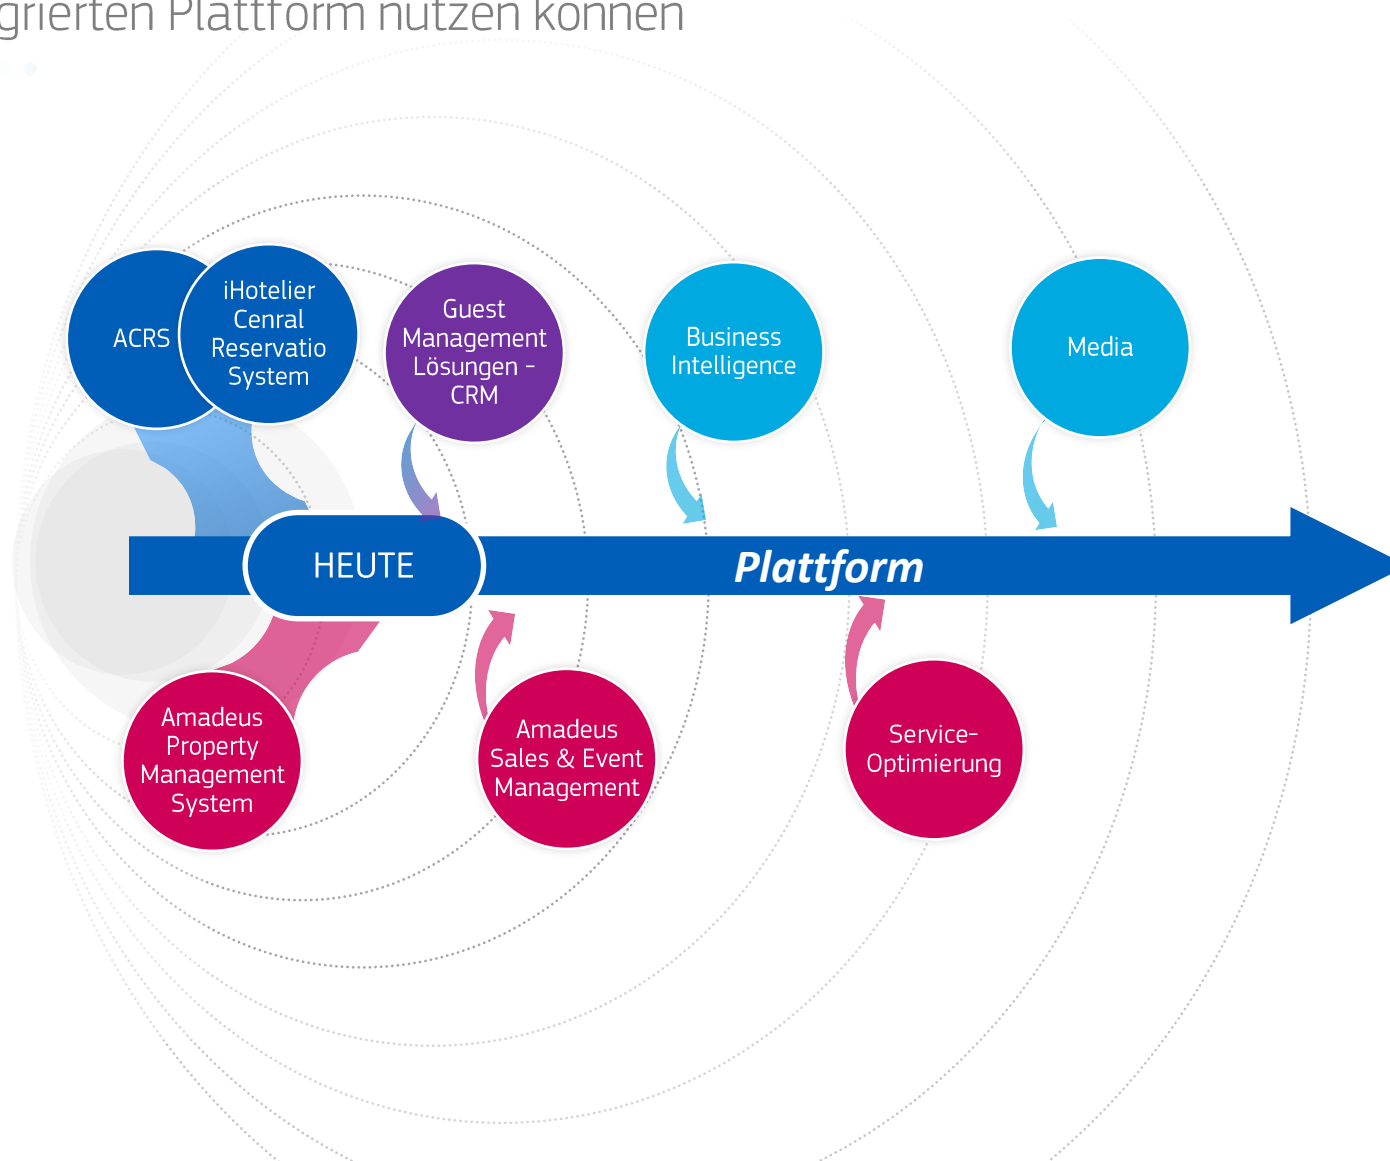 grierten Plattform nutzen können
ACRS
iHotelier
Cenral
Reservatio
System
Guest
Management
Lösungen -
CRM
Business
Intelligence
Media
HEUTE
Plattform
Amadeus
Property
Management
System
Amadeus
Sales & Event
Management
Service-
Optimierung